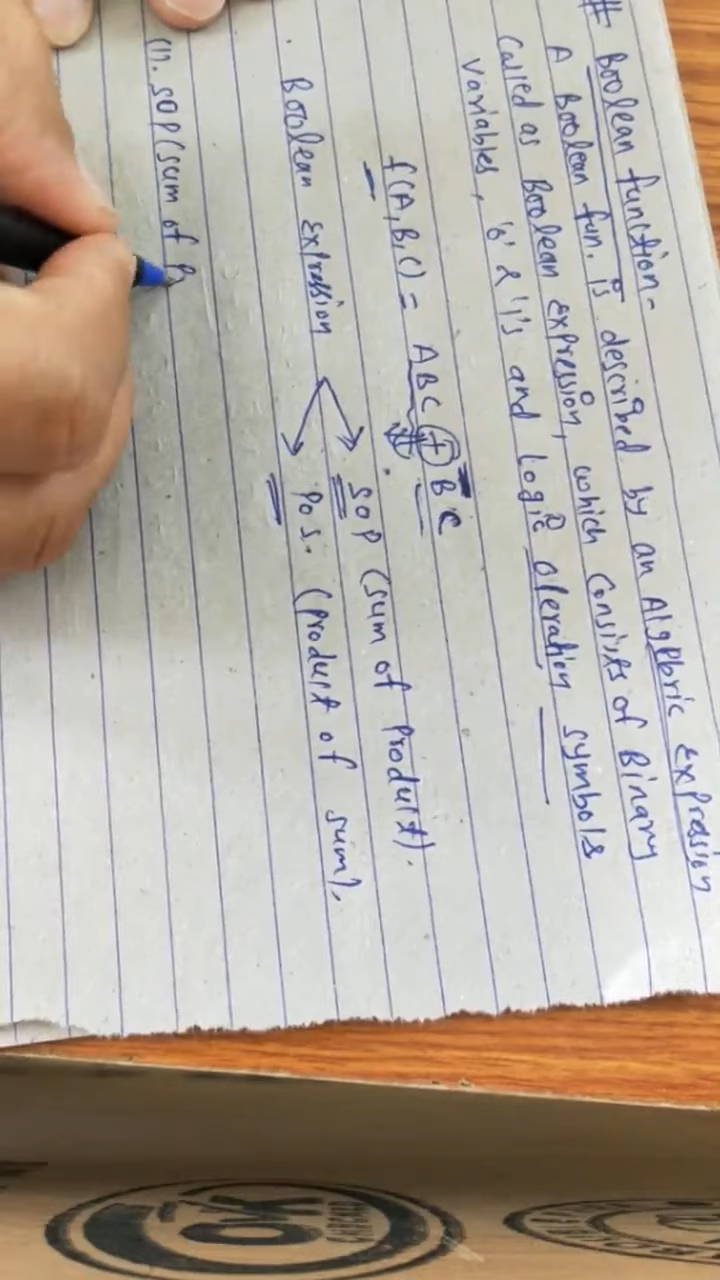 # Boolean function-
A Boolean fun. is described by an Algebric expression
Called as Boolean expression, which consists of Binary
variables, '0' & '1's and Logic operation symbols
f(A,B,C) = ABC + B̅C
Boolean expression
SOP (sum of Product).
POS. (Product of sum).
(1). SOP (sum of P
OK